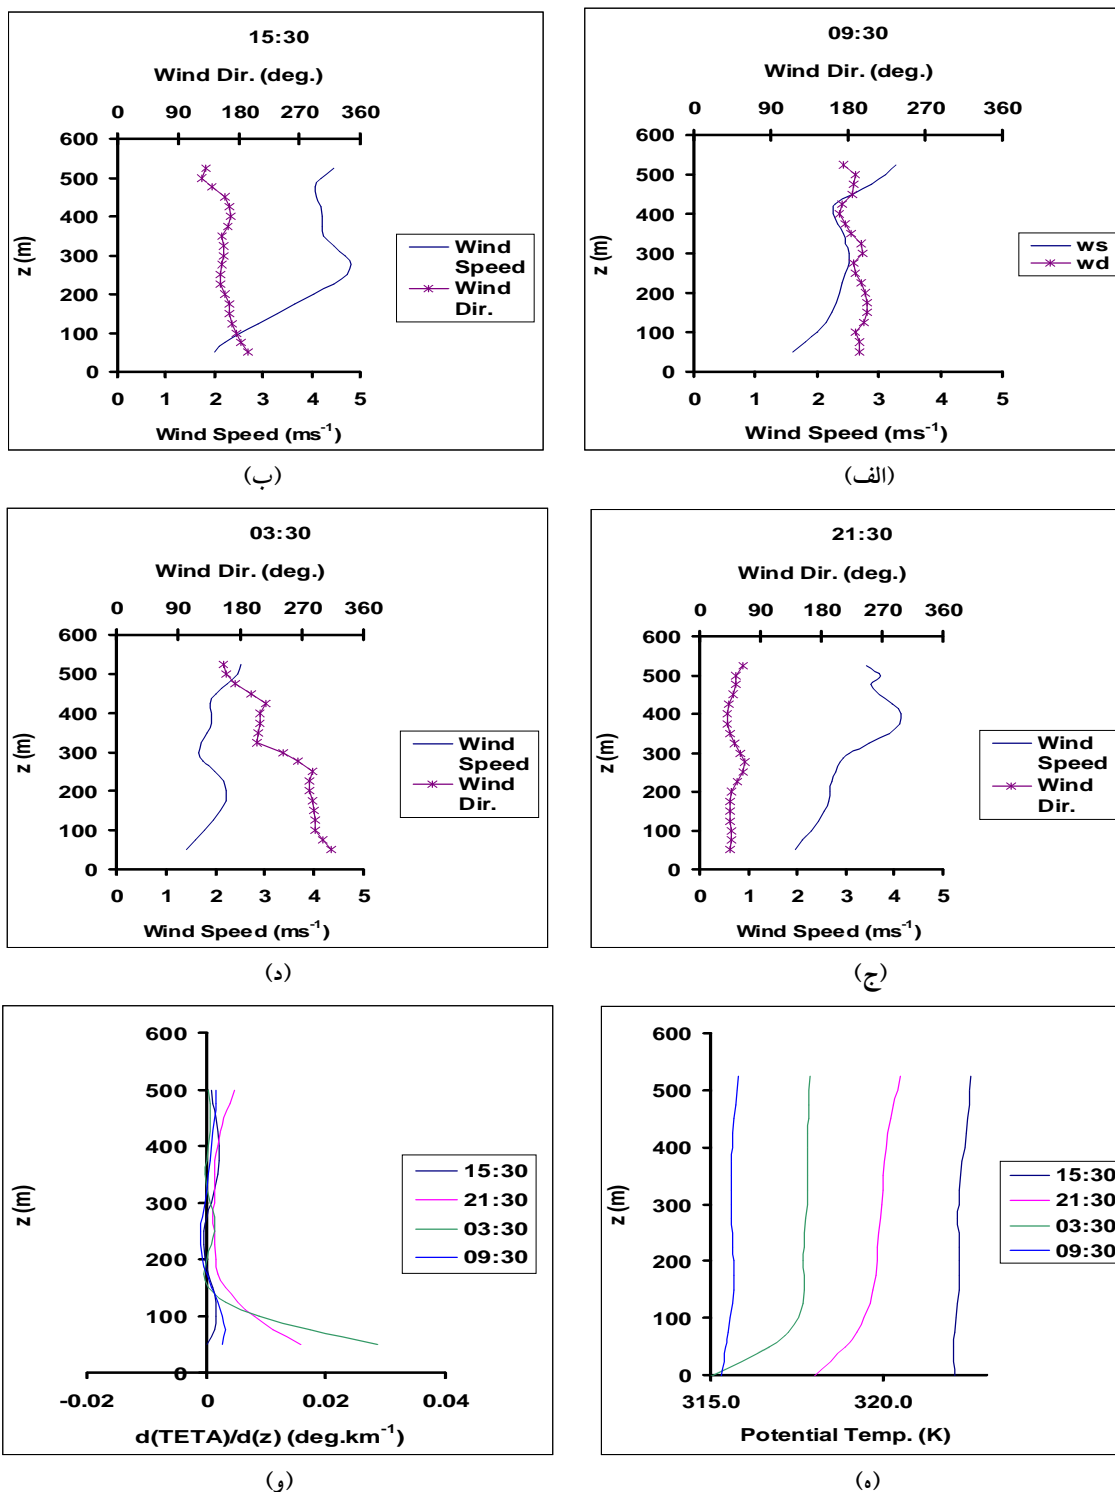 15:30
Wind Dir. (deg.)
0 90 180 270 360
600
500
400
300
200
100
0
z (m)
0 1 2 3 4 5
Wind Speed (ms-1)
Wind Speed
Wind Dir.
(ب)
09:30
Wind Dir. (deg.)
0 90 180 270 360
600
500
400
300
200
100
0
z (m)
0 1 2 3 4 5
Wind Speed (ms-1)
ws
wd
(الف)
03:30
Wind Dir. (deg.)
0 90 180 270 360
600
500
400
300
200
100
0
z (m)
0 1 2 3 4 5
Wind Speed (ms-1)
Wind Speed
Wind Dir.
(د)
21:30
Wind Dir. (deg.)
0 90 180 270 360
600
500
400
300
200
100
0
z (m)
0 1 2 3 4 5
Wind Speed (ms-1)
Wind Speed
Wind Dir.
(ج)
600
500
400
300
200
100
0
z (m)
-0.02 0 0.02 0.04
d(TETA)/d(z) (deg.km-1)
15:30
21:30
03:30
09:30
(و)
600
500
400
300
200
100
0
z (m)
315.0 320.0
Potential Temp. (K)
15:30
21:30
03:30
09:30
(ه)